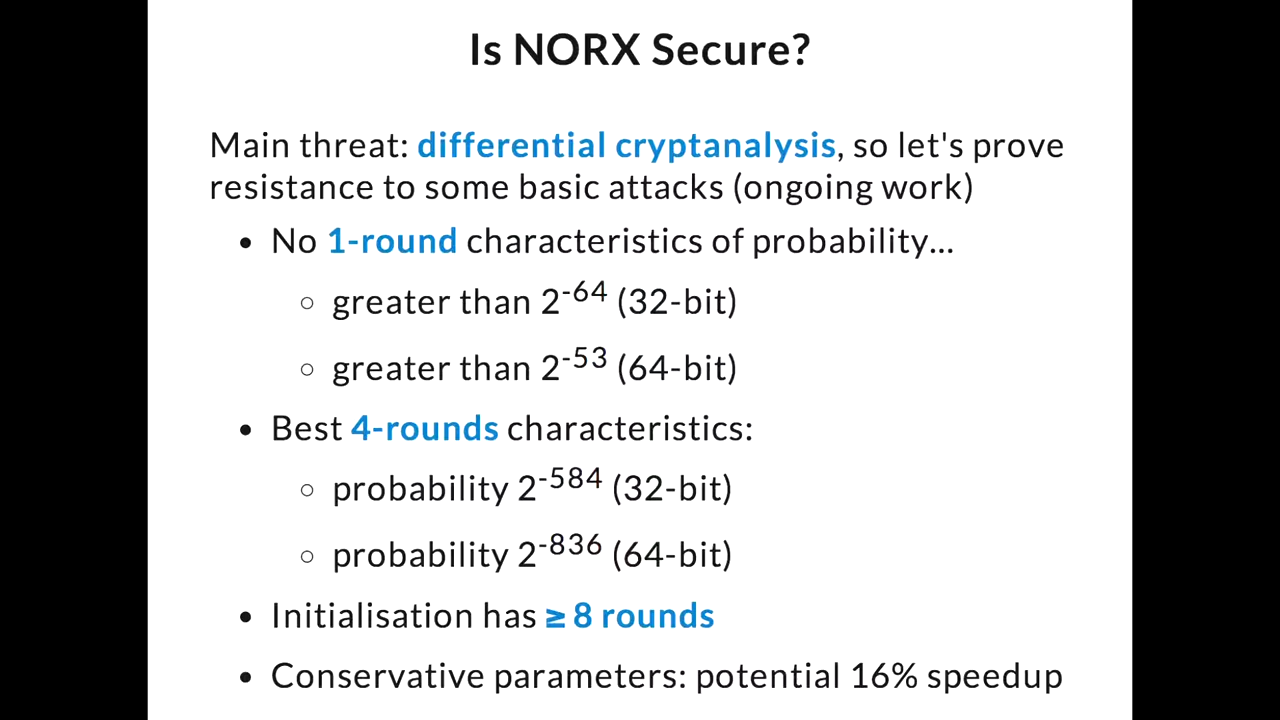 Is NORX Secure?
Main threat: differential cryptanalysis, so let's prove
resistance to some basic attacks (ongoing work)
• No 1-round characteristics of probability...
◦ greater than 2^-64 (32-bit)
◦ greater than 2^-53 (64-bit)
• Best 4-rounds characteristics:
◦ probability 2^-584 (32-bit)
◦ probability 2^-836 (64-bit)
• Initialisation has ≥ 8 rounds
• Conservative parameters: potential 16% speedup